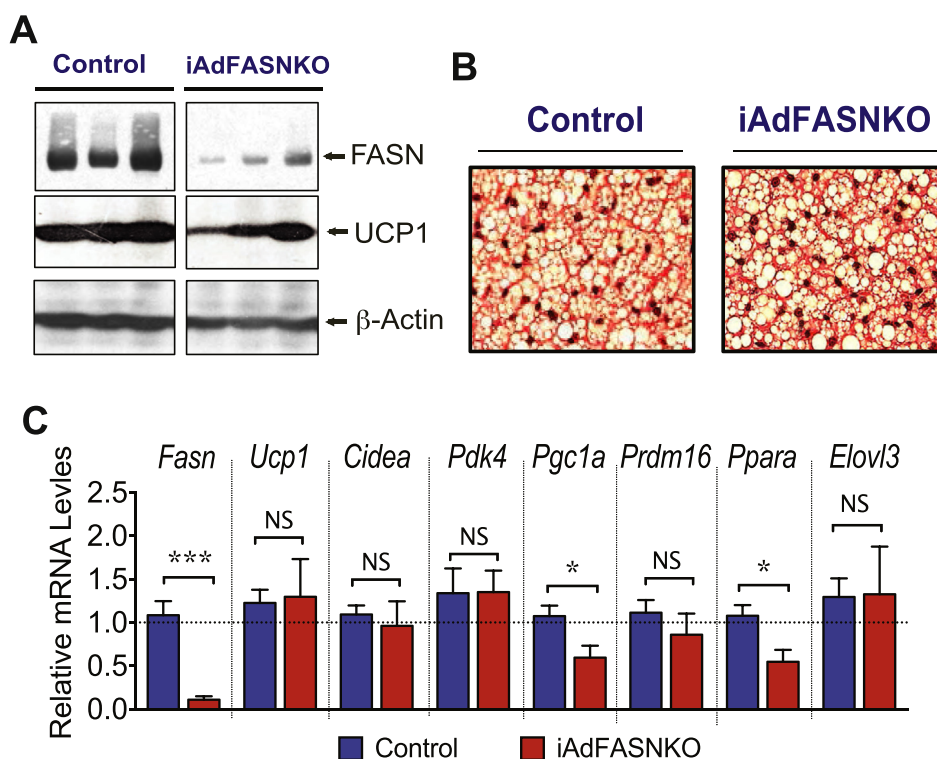 A
Control iAdFASNKO
FASN
UCP1
β-Actin
B
Control iAdFASNKO
C
Fasn Ucp1 Cidea Pdk4 Pgc1a Prdm16 Ppara Elovl3
Relative mRNA Levles
2.5
2.0
1.5
1.0
0.5
0.0
*** NS NS NS * NS * NS
Control iAdFASNKO